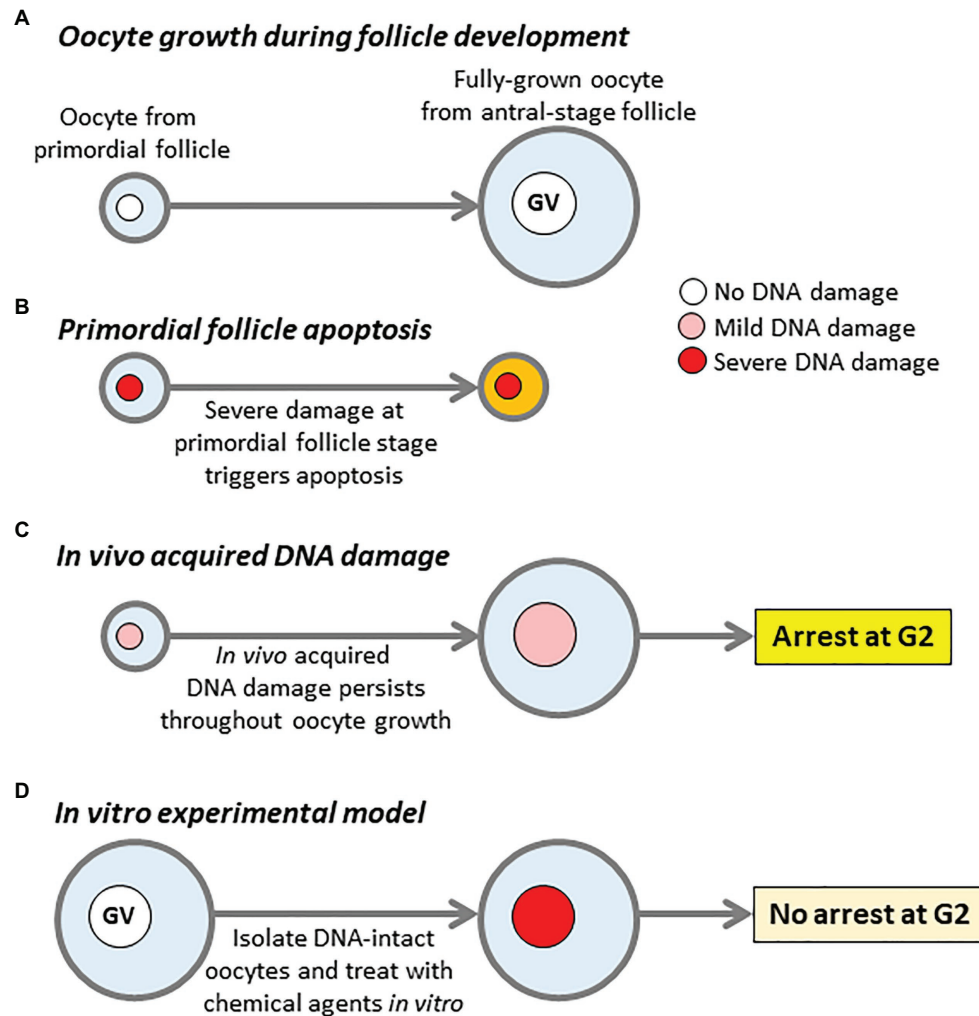 A
Oocyte growth during follicle development
Oocyte from
primordial follicle
Fully-grown oocyte
from antral-stage follicle
GV
No DNA damage
Mild DNA damage
Severe DNA damage
B
Primordial follicle apoptosis
Severe damage at
primordial follicle stage
triggers apoptosis
C
In vivo acquired DNA damage
In vivo acquired
DNA damage persists
throughout oocyte growth
Arrest at G2
D
In vitro experimental model
GV
Isolate DNA-intact
oocytes and treat with
chemical agents in vitro
No arrest at G2